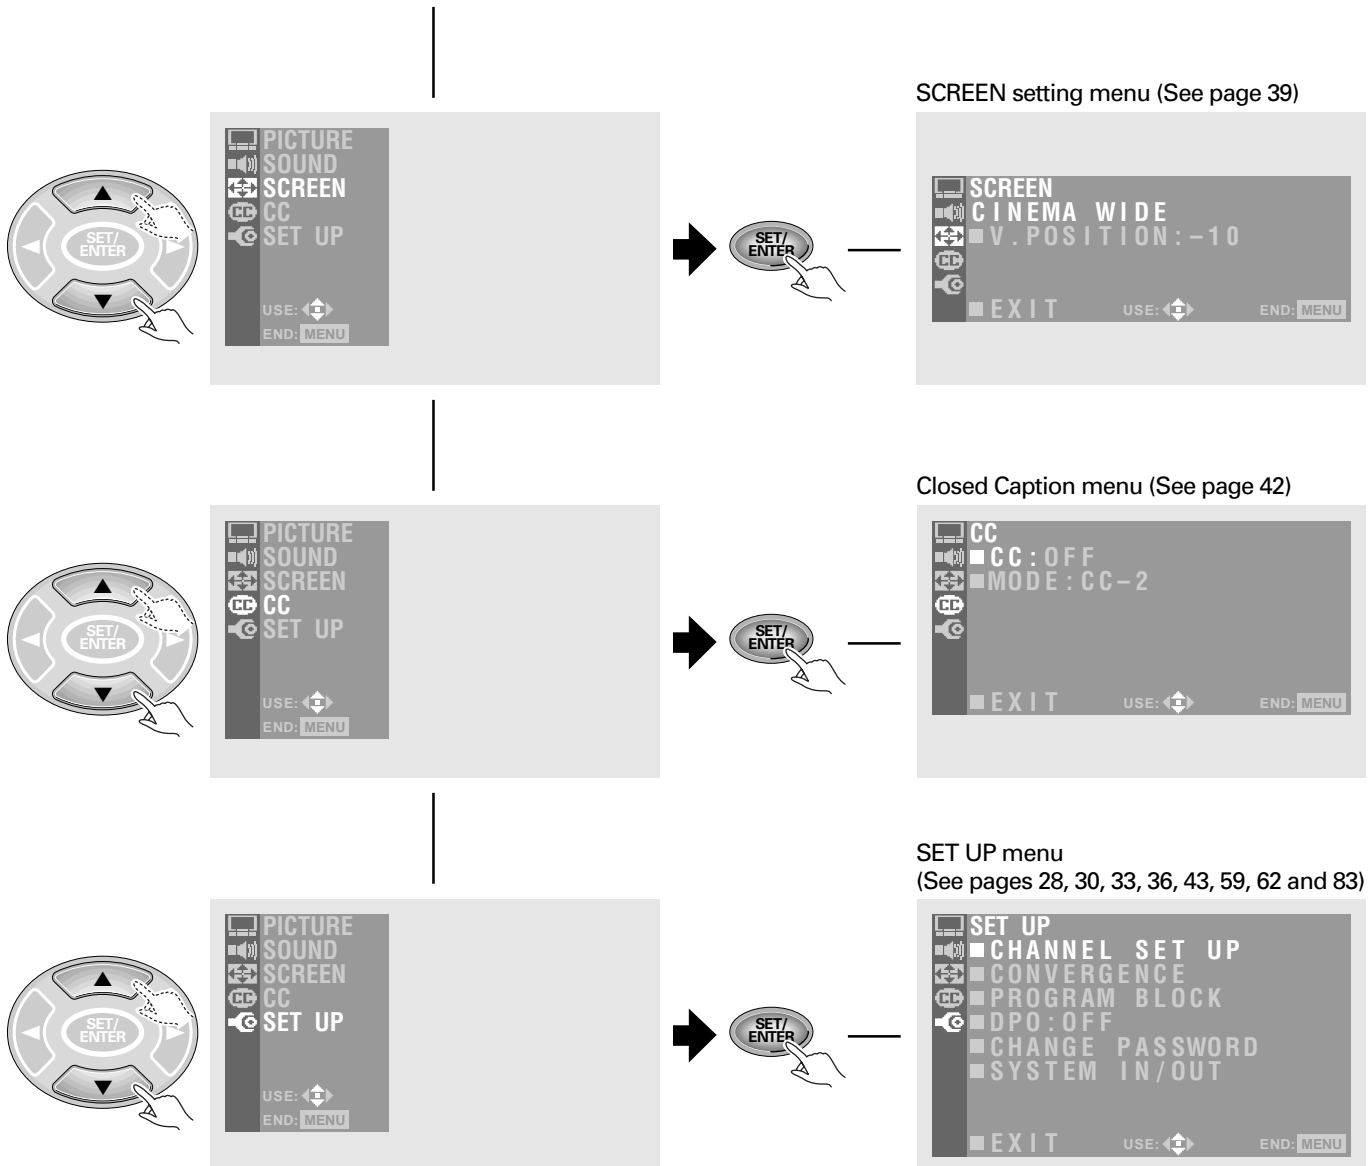 SCREEN setting menu (See page 39)
PICTURE
SOUND
SCREEN
CC
SET UP
USE:
END: MENU
SET/
ENTER
SET/
ENTER
SCREEN
CINEMA WIDE
V.POSITION:–10
EXIT USE: END: MENU
CC
Closed Caption menu (See page 42)
PICTURE
SOUND
SCREEN
CC
SET UP
USE:
END: MENU
SET/
ENTER
SET/
ENTER
CC
CC:OFF
MODE:CC–2
EXIT USE: END: MENU
CC
CC
SET UP menu
(See pages 28, 30, 33, 36, 43, 59, 62 and 83)
PICTURE
SOUND
SCREEN
CC
SET UP
USE:
END: MENU
SET/
ENTER
SET/
ENTER
SET UP
CHANNEL SET UP
CONVERGENCE
PROGRAM BLOCK
DPO:OFF
CHANGE PASSWORD
SYSTEM IN/OUT
EXIT USE: END: MENU
CC
CC